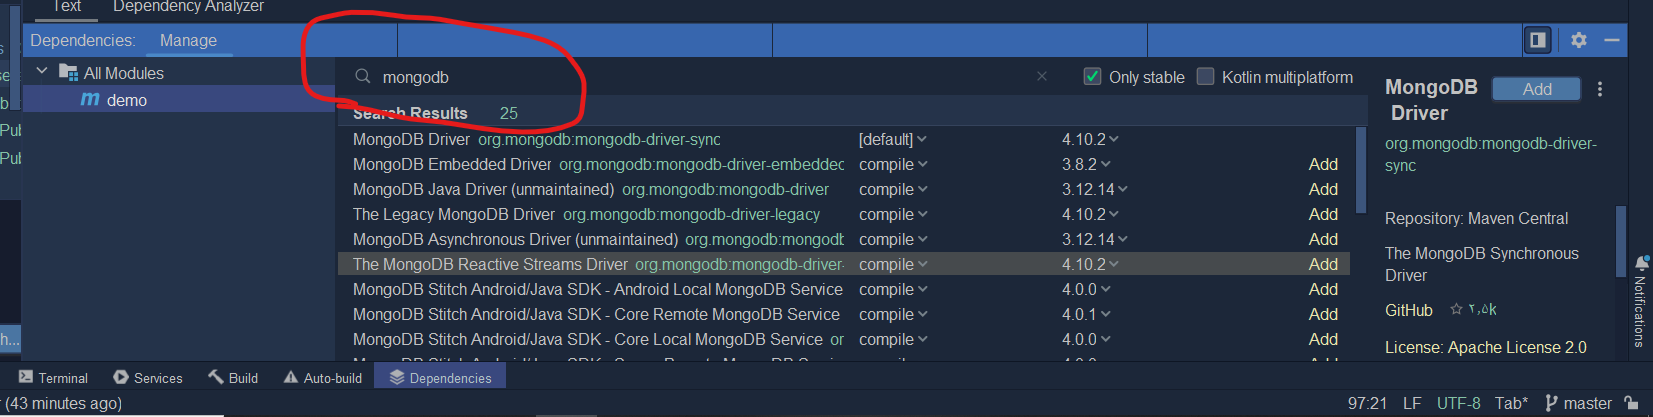 Text Dependency Analyzer
Dependencies: Manage
All Modules
mongodb
Only stable
Kotlin multiplatform
m demo
Search Results 25
MongoDB Driver org.mongodb:mongodb-driver-sync [default] 4.10.2
MongoDB Embedded Driver org.mongodb:mongodb-driver-embeddec compile 3.8.2 Add
MongoDB Java Driver (unmaintained) org.mongodb:mongodb-driver compile 3.12.14 Add
The Legacy MongoDB Driver org.mongodb:mongodb-driver-legacy compile 4.10.2 Add
MongoDB Asynchronous Driver (unmaintained) org.mongodb:mongodb compile 3.12.14 Add
The MongoDB Reactive Streams Driver org.mongodb:mongodb-driver- compile 4.10.2 Add
MongoDB Stitch Android/Java SDK - Android Local MongoDB Service compile 4.0.0 Add
MongoDB Stitch Android/Java SDK - Core Remote MongoDB Service compile 4.0.1 Add
MongoDB Stitch Android/Java SDK - Core Local MongoDB Service or compile 4.0.0 Add
MongoDB
Driver
Add
org.mongodb:mongodb-driver-
sync
Repository: Maven Central
The MongoDB Synchronous
Driver
GitHub ۲,۵k
License: Apache License 2.0
Notifications
Pub
Pub
h...
Terminal Services Build Auto-build Dependencies
(43 minutes ago)
97:21 LF UTF-8 Tab* master